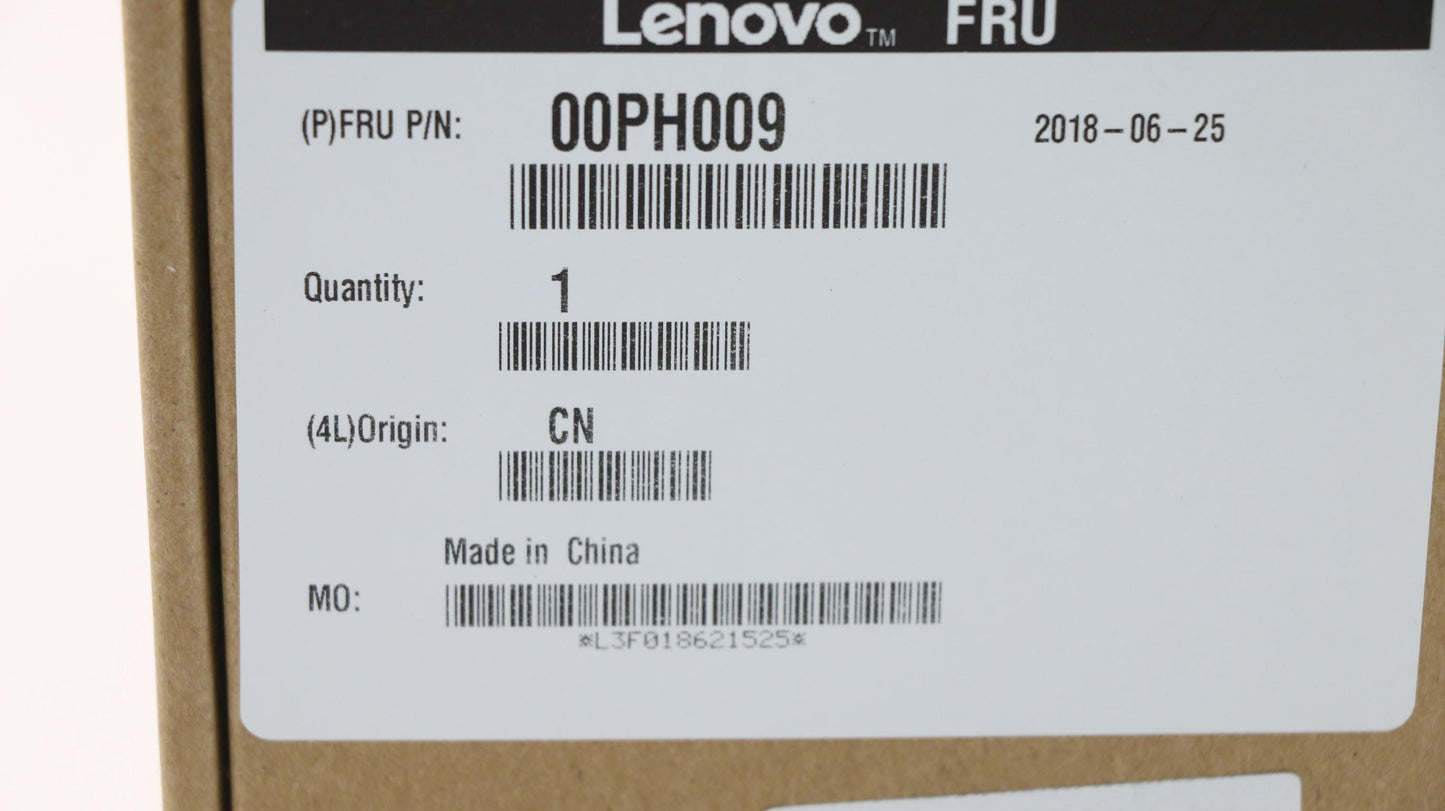 Lenovo™ FRU
(P)FRU P/N: 00PH009 2018-06-25
Quantity: 1
(4L)Origin: CN
Made in China
MO:
*L3F018621525*